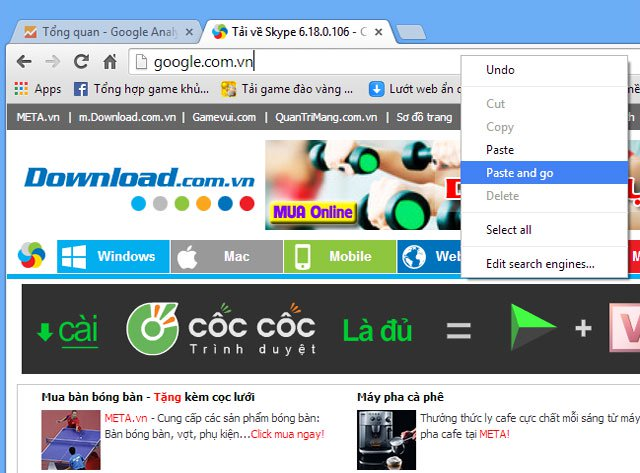 Tổng quan - Google Analy
Tải về Skype 6.18.0.106 - C
google.com.vn
Apps
Tổng hợp game khủ...
Tải game đào vàng ...
Lướt web ẩn
META.vn | m.Download.com.vn | Gamevui.com | QuanTriMang.com.vn | Sơ đồ trang
Undo
Cut
Copy
Paste
Paste and go
Delete
Select all
Edit search engines...
Download.com.vn
MUA Online
Windows
Mac
Mobile
Web
cài
CỐC CỐC
Trình duyệt
Là đủ
=
+
V
Mua bàn bóng bàn - Tặng kèm cọc lưới
META.vn - Cung cấp các sản phẩm bóng bàn:
Bàn bóng bàn, vợt, phụ kiện...Click mua ngay!
Máy pha cà phê
Thưởng thức ly cafe cực chất mỗi sáng từ máy
pha cafe tại META!